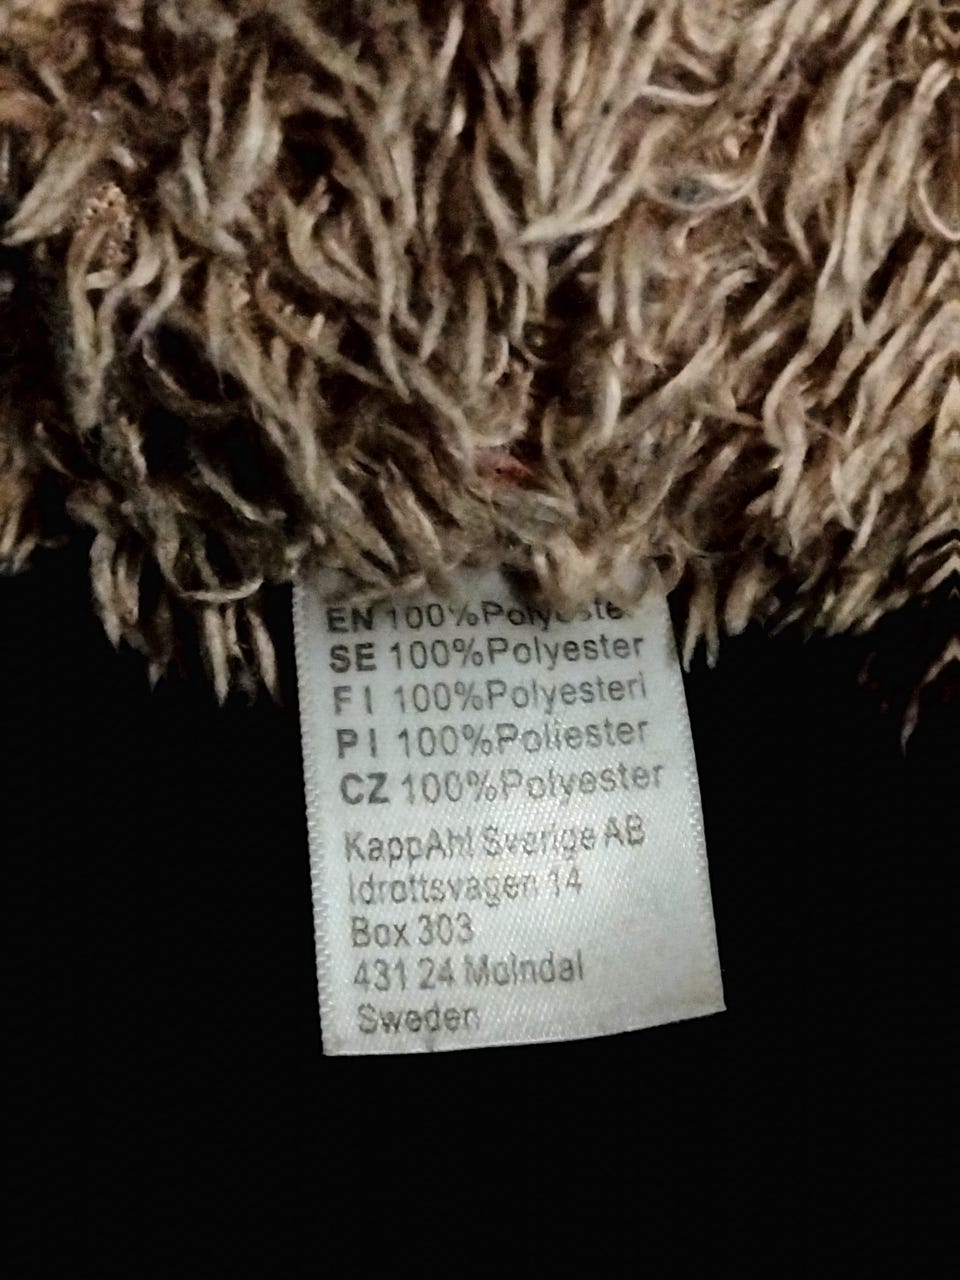 EN 100%Polyester
SE 100%Polyester
FI 100%Polyesteri
PI 100%Poliester
CZ 100%Polyester
KappAhl Sverige AB
Idrottsvagen 14
Box 303
431 24 Molndal
Sweden